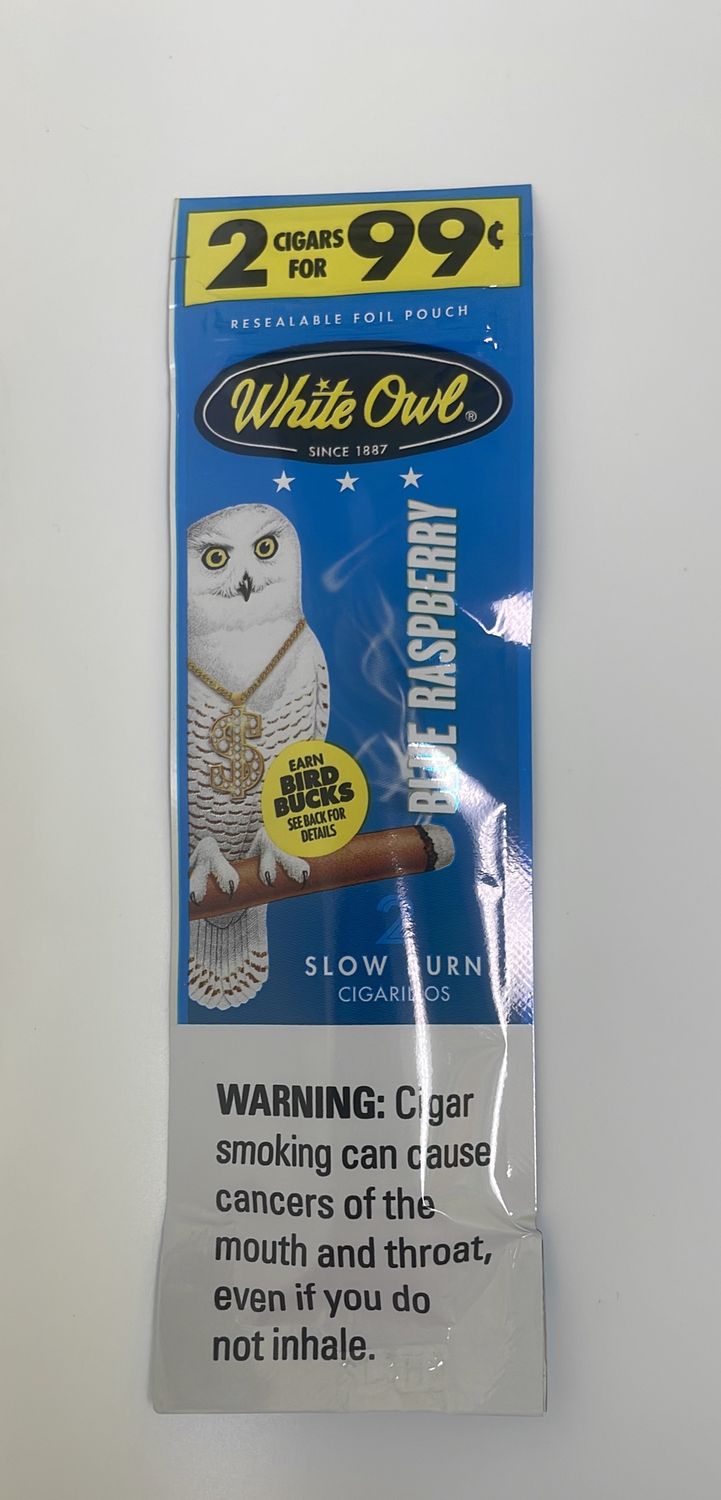 2 CIGARS FOR 99¢
RESEALABLE FOIL POUCH
White Owl®
SINCE 1887
BLUE RASPBERRY
EARN
BIRD
BUCKS
SEE BACK FOR
DETAILS
2
SLOW BURN
CIGARILLOS
WARNING: Cigar
smoking can cause
cancers of the
mouth and throat,
even if you do
not inhale.